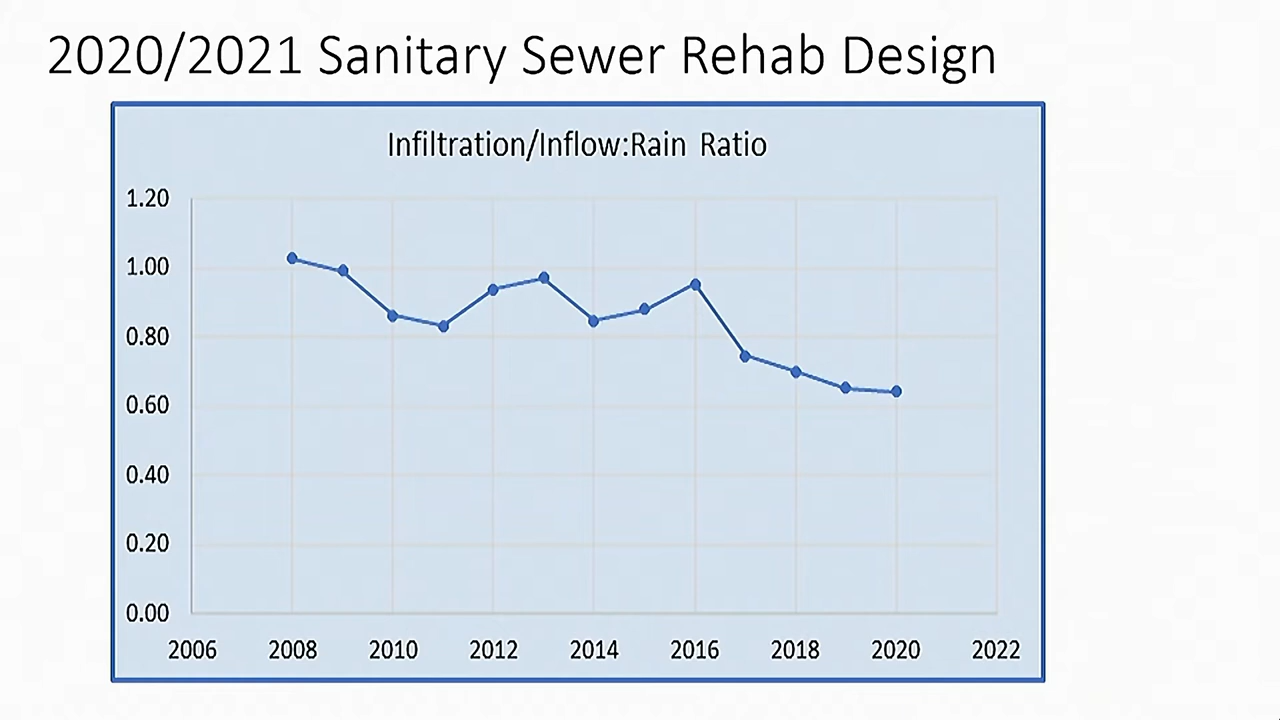 2020/2021 Sanitary Sewer Rehab Design
Infiltration/Inflow:Rain Ratio
1.20
1.00
0.80
0.60
0.40
0.20
0.00
2006 2008 2010 2012 2014 2016 2018 2020 2022